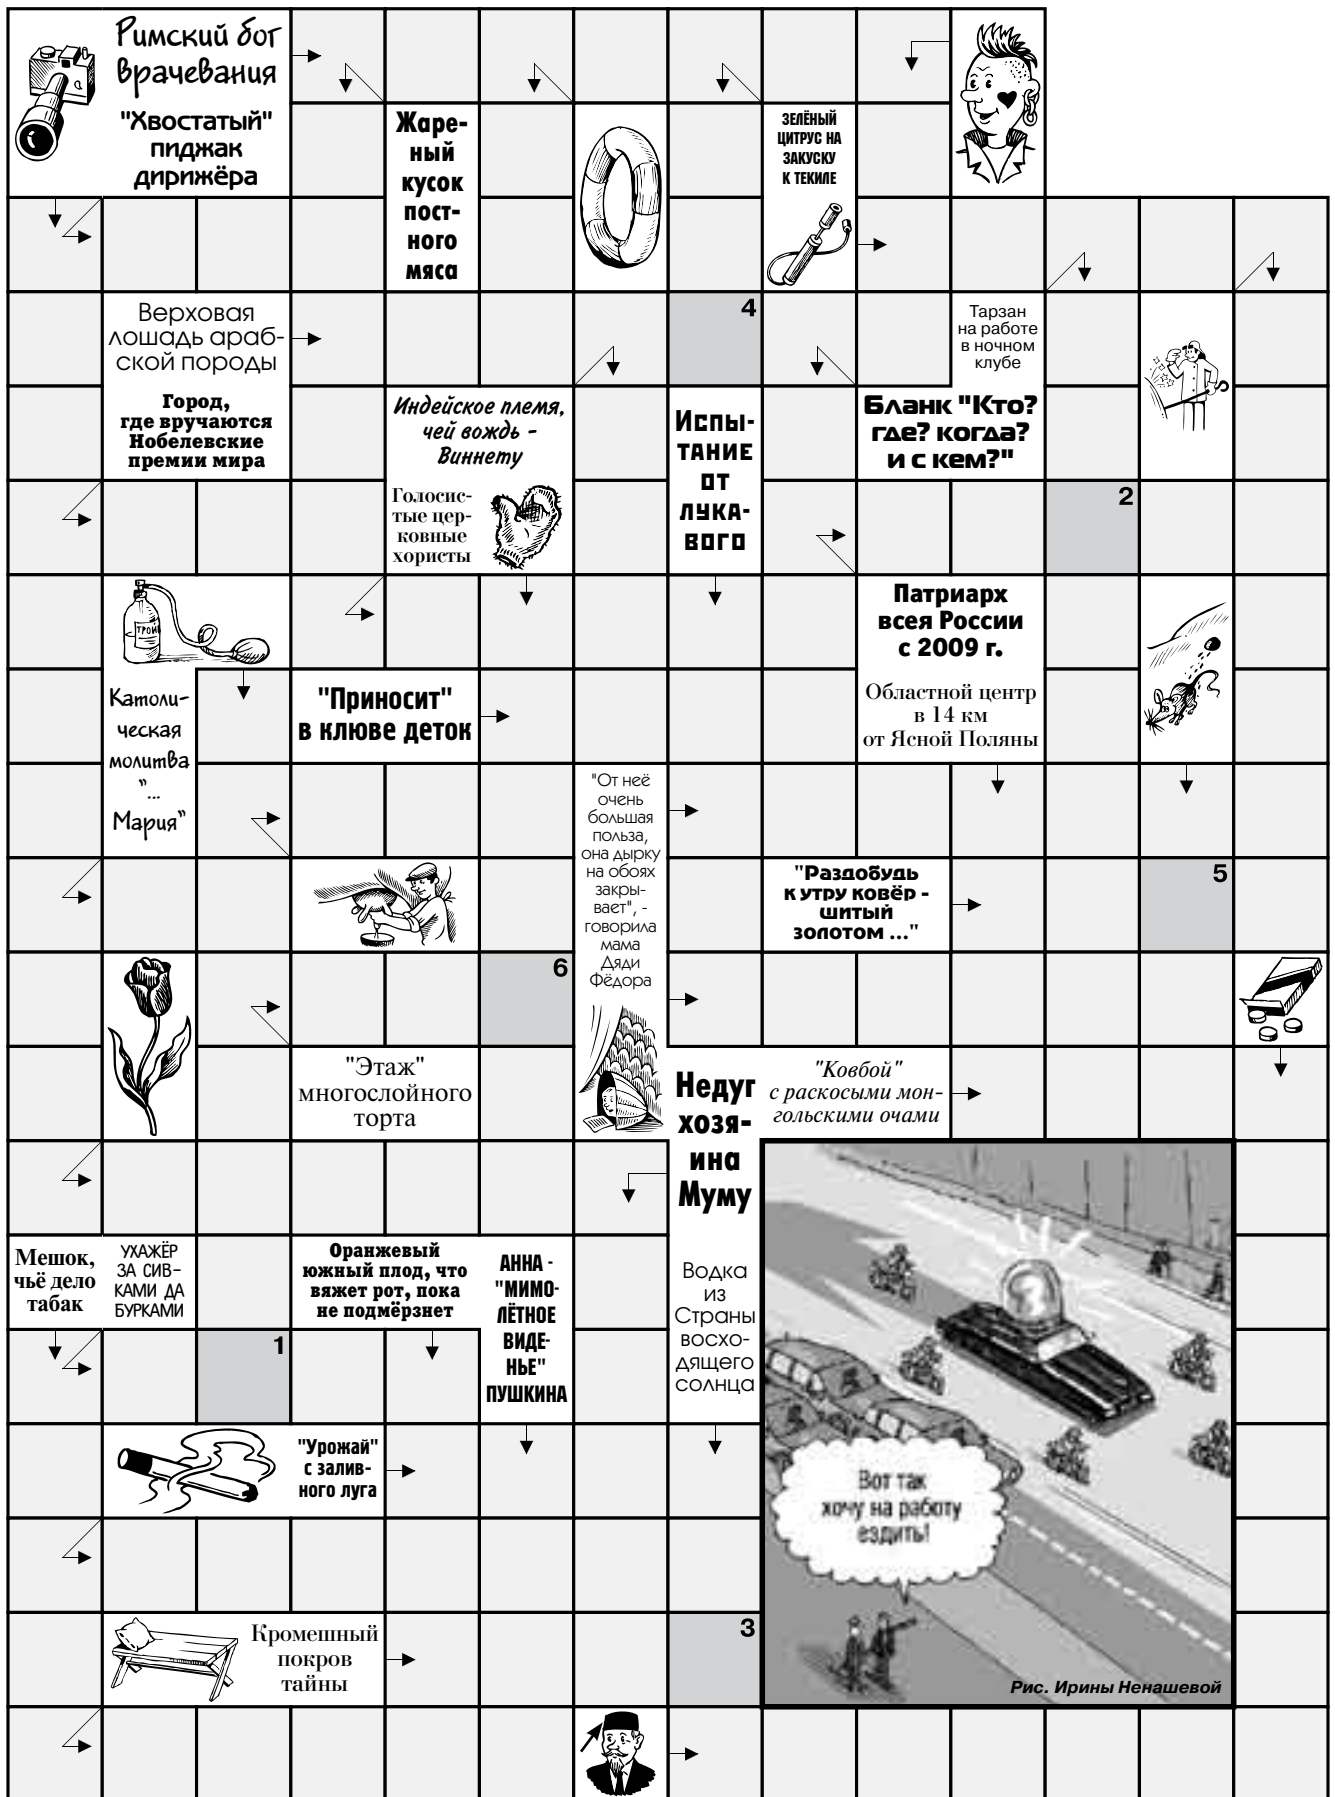 Римский бог
врачевания
"Хвостатый"
пиджак
дирижёра
Жаре-
ный
кусок
пост-
ного
мяса
ЗЕЛЁНЫЙ
ЦИТРУС НА
ЗАКУСКУ
К ТЕКИЛЕ
Верховая
лошадь араб-
ской породы
4
Тарзан
на работе
в ночном
клубе
Город,
где вручаются
Нобелевские
премии мира
Индейское племя,
чей вождь -
Виннету
Голосис-
тые цер-
ковные
хористы
Испы-
тание
от
лука-
вого
Бланк "Кто?
где? когда?
и с кем?"
2
ТРОЙ
Патриарх
всея России
с 2009 г.
Католи-
ческая
молитва
"...
Мария"
"Приносит"
в клюве деток
Областной центр
в 14 км
от Ясной Поляны
"От неё
очень
большая
польза,
она дырку
на обоях
закры-
вает", -
говорила
мама
Дяди
Фёдора
"Раздобудь
к утру ковёр -
шитый
золотом ..."
5
6
"Этаж"
многослойного
торта
Недуг
хозя-
ина
Муму
"Ковбой"
с раскосыми мон-
гольскими очами
Мешок,
чьё дело
табак
УХАЖЁР
ЗА СИВ-
КАМИ ДА
БУРКАМИ
Оранжевый
южный плод, что
вяжет рот, пока
не подмёрзнет
АННА -
"МИМО-
ЛЁТНОЕ
ВИДЕ-
НЬЕ"
ПУШКИНА
Водка
из
Страны
восхо-
дящего
солнца
1
"Урожай"
с залив-
ного луга
Вот так
хочу на работу
ездить!
Кромешный
покров
тайны
3
Рис. Ирины Ненашевой